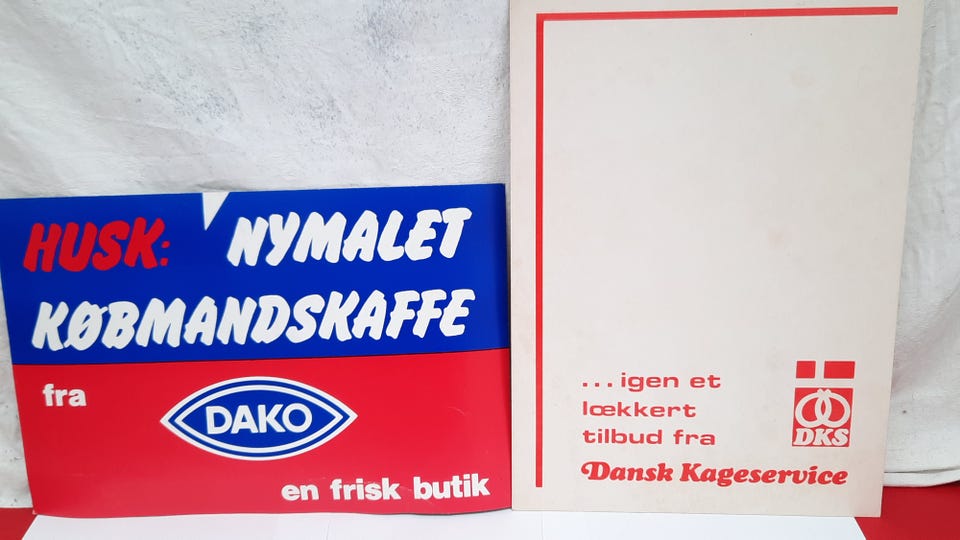 HUSK: NYMALET
KØBMANDSKAFFE
fra
DAKO
en frisk butik
...igen et
lækkert
tilbud fra
DKS
Dansk Kageservice